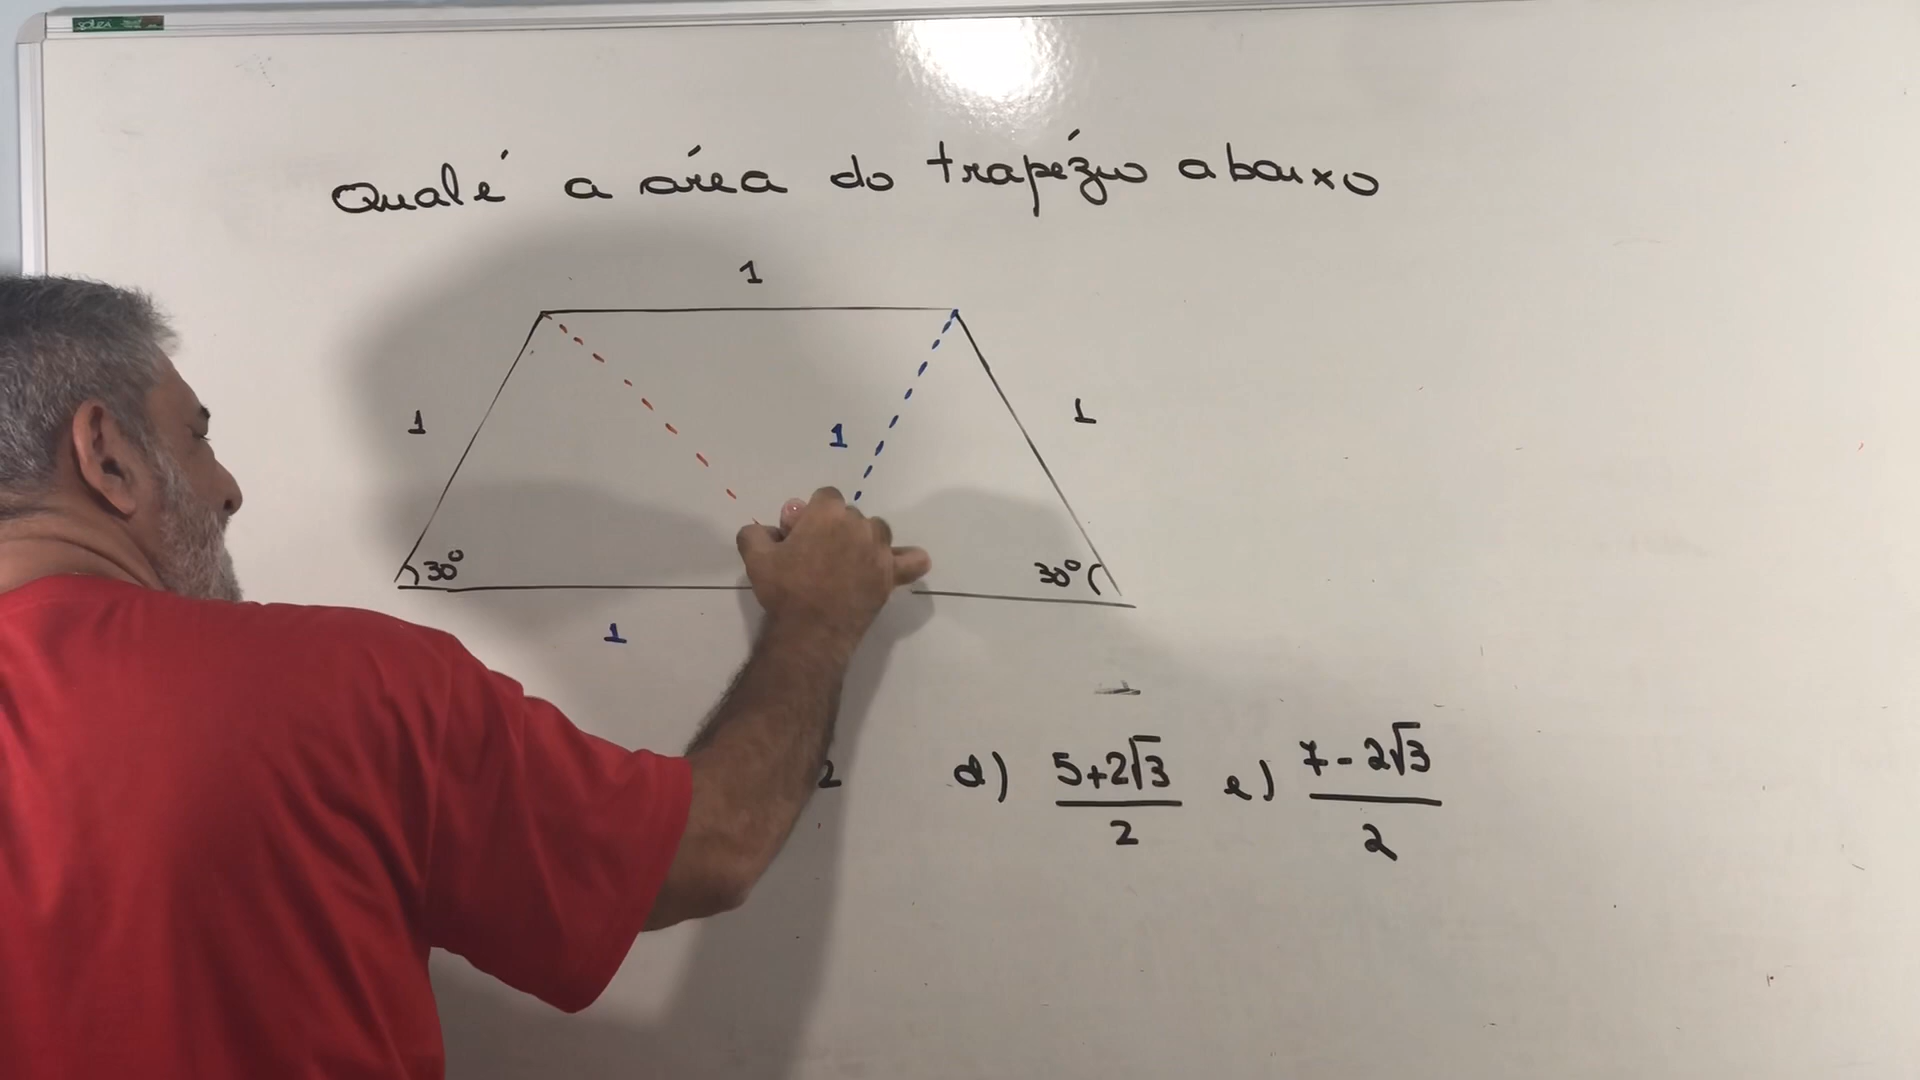 SOUZA
Qual é a área do trapézio abaixo
1
1 1 1
30° 30°
1
2 d) 5+2√3/2 e) 7-2√3/2